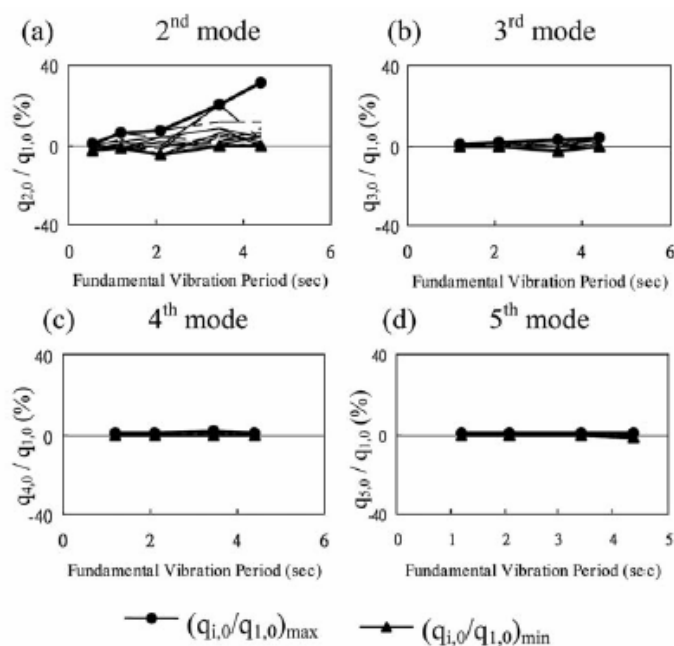 (a) 2nd mode
(b) 3rd mode
40
0
-40
q2,0 / q1,0 (%)
0 2 4 6
Fundamental Vibration Period (sec)
40
0
-40
q3,0 / q1,0 (%)
0 2 4 6
Fundamental Vibration Period (sec)
(c) 4th mode
(d) 5th mode
40
0
-40
q4,0 / q1,0 (%)
0 2 4 6
Fundamental Vibration Period (sec)
40
0
-40
q5,0 / q1,0 (%)
0 1 2 3 4 5
Fundamental Vibration Period (sec)
(qi,0/q1,0)max (qi,0/q1,0)min